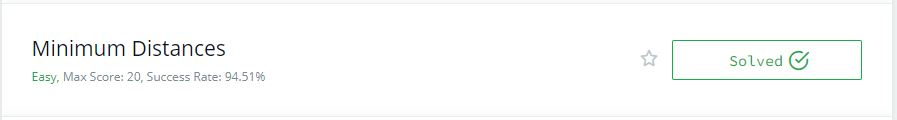 Minimum Distances
Easy, Max Score: 20, Success Rate: 94.51%
Solved